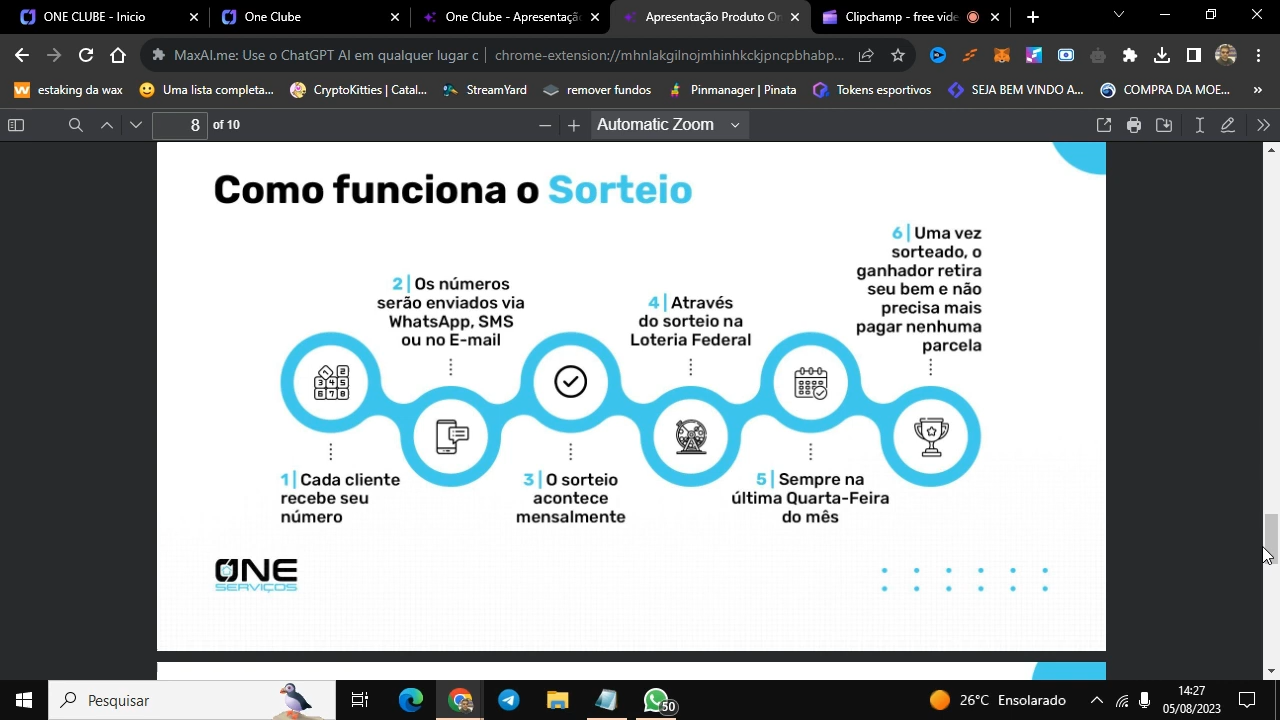 ONE CLUBE - Inicio
ONE Clube
One Clube - Apresentaçã
Apresentação Produto On
Clipchamp - free vide
MaxAI.me: Use o ChatGPT AI em qualquer lugar c
chrome-extension://mhnlakgilnojmhinhkckjpncpbhabp...
estaking da wax
Uma lista completa...
CryptoKitties | Catal...
StreamYard
remover fundos
Pinmanager | Pinata
Tokens esportivos
SEJA BEM VINDO A...
COMPRA DA MOE...
8 of 10
Automatic Zoom
Como funciona o Sorteio
1 | Cada cliente
recebe seu
número
2 | Os números
serão enviados via
WhatsApp, SMS
ou no E-mail
3 | O sorteio
acontece
mensalmente
4 | Através
do sorteio na
Loteria Federal
5 | Sempre na
última Quarta-Feira
do mês
6 | Uma vez
sorteado, o
ganhador retira
seu bem e não
precisa mais
pagar nenhuma
parcela
ONE
SERVIÇOS
Pesquisar
50
26°C Ensolarado
14:27
05/08/2023